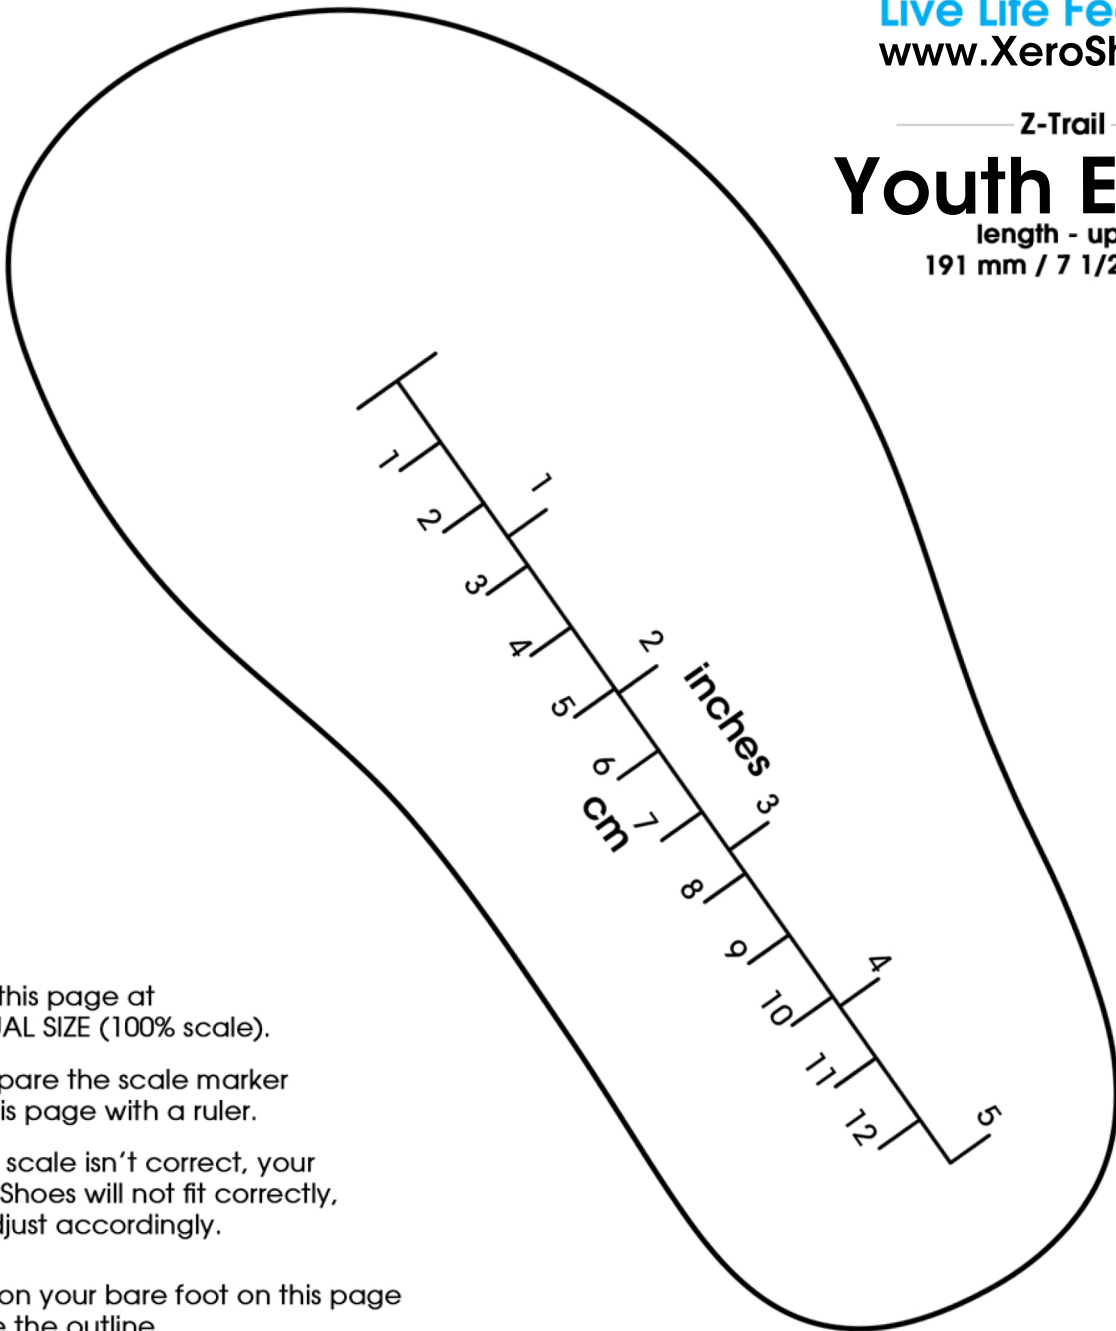 Live Life Fe
www.XeroSh
Z-Trail
Youth E
length - up
191 mm / 7 1/2
1
2
3
4
5
6
7
8
9
10
11
12
cm
1
2
3
4
5
inches
this page at
UAL SIZE (100% scale).
pare the scale marker
is page with a ruler.
scale isn't correct, your
Shoes will not fit correctly,
djust accordingly.
on your bare foot on this page
e the outline